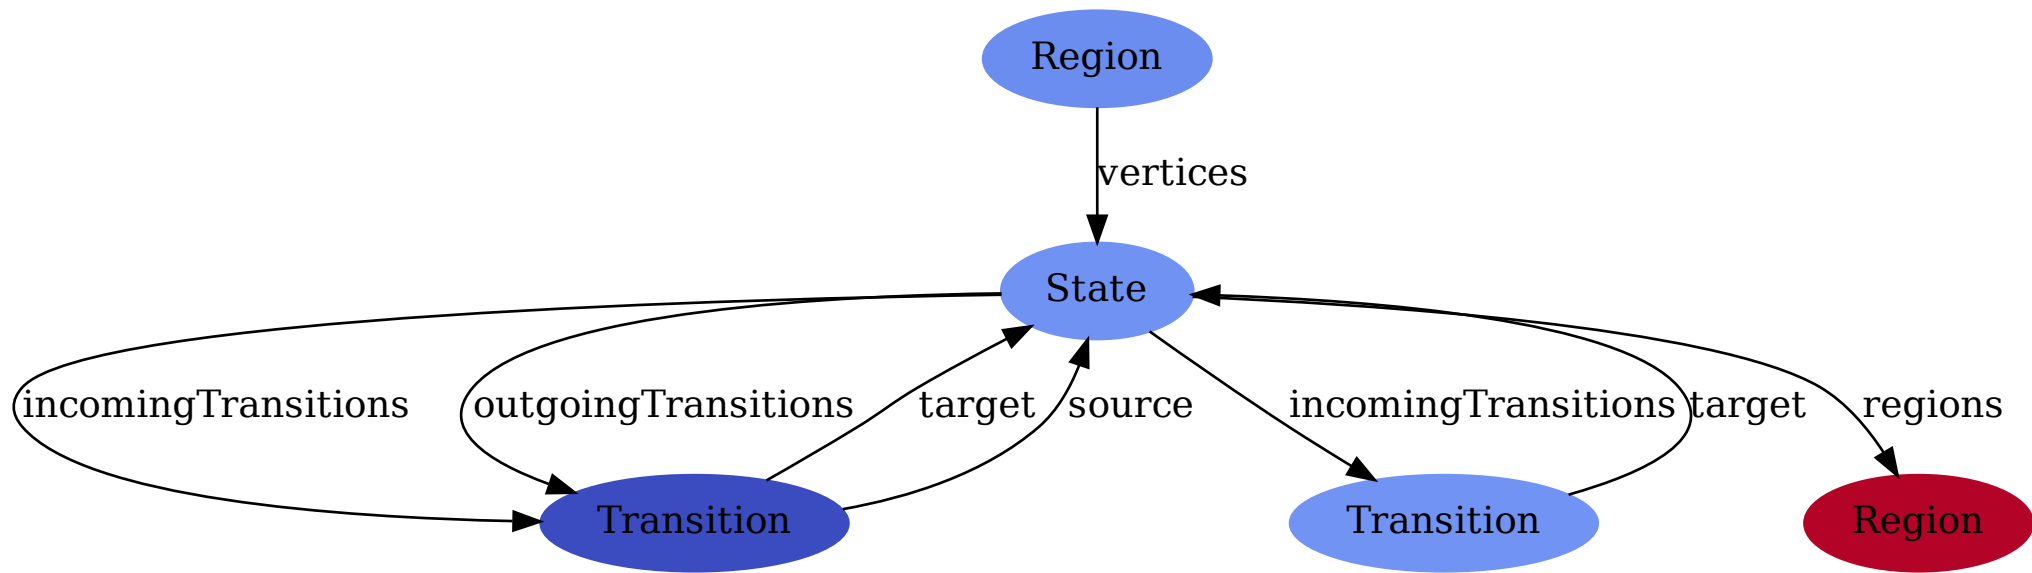 Region
vertices
State
incomingTransitions
outgoingTransitions
target
source
incomingTransitions
target
regions
Transition
Transition
Region